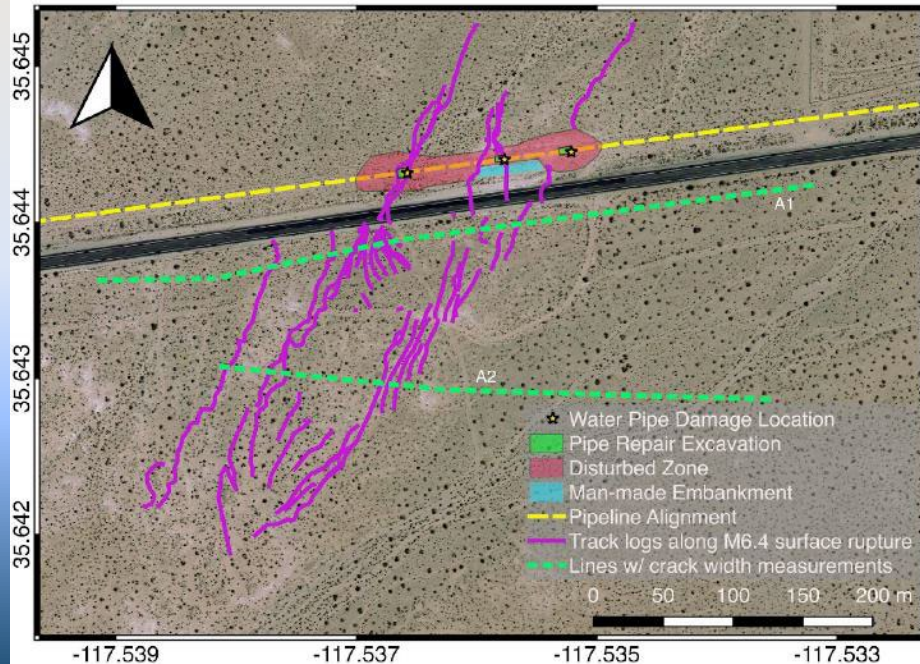 35.645
35.644
35.643
35.642
A1
A2
Water Pipe Damage Location
Pipe Repair Excavation
Disturbed Zone
Man-made Embankment
Pipeline Alignment
Track logs along M6.4 surface rupture
Lines w/ crack width measurements
0 50 100 150 200 m
-117.539 -117.537 -117.535 -117.533